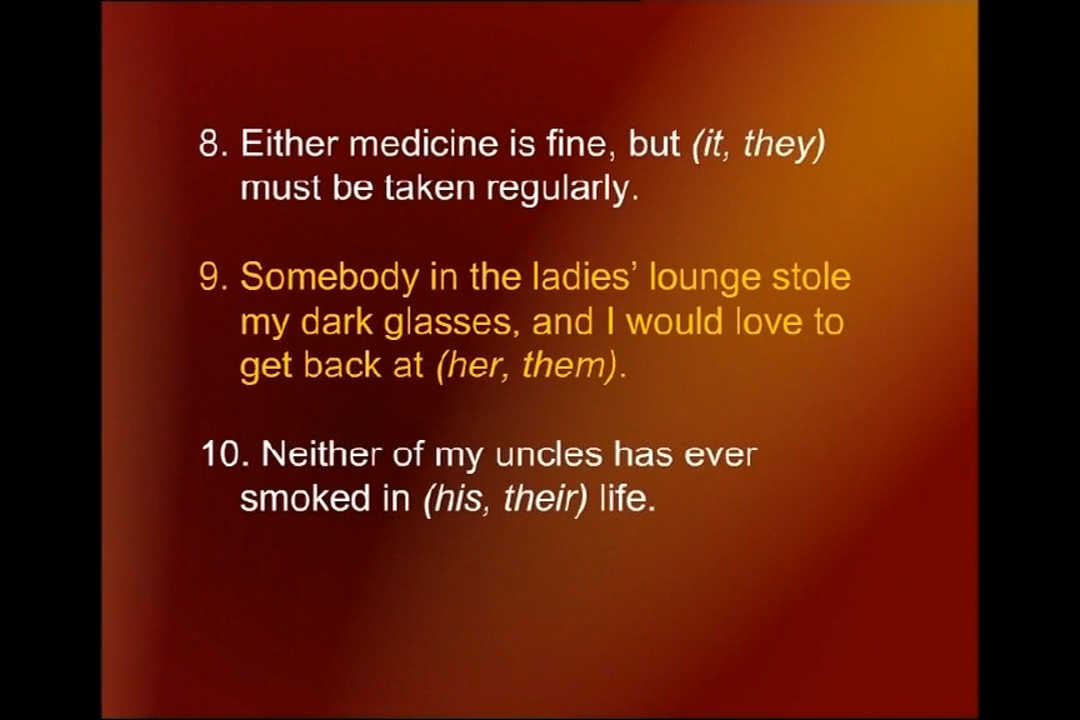 8. Either medicine is fine, but (it, they)
must be taken regularly.
9. Somebody in the ladies’ lounge stole
my dark glasses, and I would love to
get back at (her, them).
10. Neither of my uncles has ever
smoked in (his, their) life.